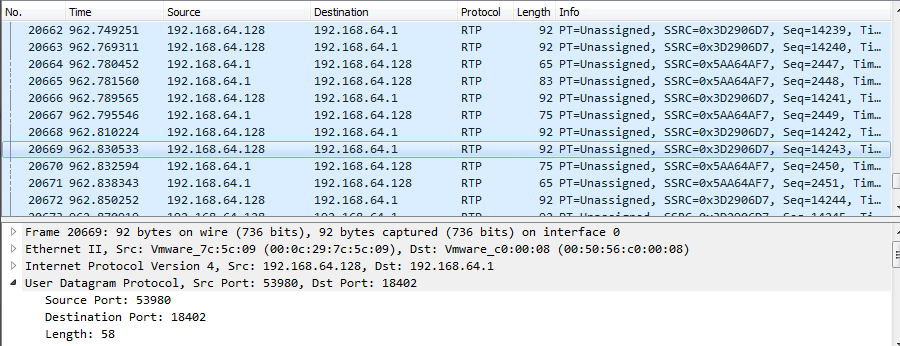 No. Time Source Destination Protocol Length Info
20662 962.749251 192.168.64.128 192.168.64.1 RTP 92 PT=Unassigned, SSRC=0x3D2906D7, Seq=14239, Ti…
20663 962.769311 192.168.64.128 192.168.64.1 RTP 92 PT=Unassigned, SSRC=0x3D2906D7, Seq=14240, Ti…
20664 962.780452 192.168.64.1 192.168.64.128 RTP 65 PT=Unassigned, SSRC=0x5AA64AF7, Seq=2447, Tim…
20665 962.781560 192.168.64.1 192.168.64.128 RTP 83 PT=Unassigned, SSRC=0x5AA64AF7, Seq=2448, Tim…
20666 962.789565 192.168.64.128 192.168.64.1 RTP 92 PT=Unassigned, SSRC=0x3D2906D7, Seq=14241, Ti…
20667 962.795546 192.168.64.1 192.168.64.128 RTP 75 PT=Unassigned, SSRC=0x5AA64AF7, Seq=2449, Tim…
20668 962.810224 192.168.64.128 192.168.64.1 RTP 92 PT=Unassigned, SSRC=0x3D2906D7, Seq=14242, Ti…
20669 962.830533 192.168.64.128 192.168.64.1 RTP 92 PT=Unassigned, SSRC=0x3D2906D7, Seq=14243, Ti…
20670 962.832594 192.168.64.1 192.168.64.128 RTP 75 PT=Unassigned, SSRC=0x5AA64AF7, Seq=2450, Tim…
20671 962.838343 192.168.64.1 192.168.64.128 RTP 65 PT=Unassigned, SSRC=0x5AA64AF7, Seq=2451, Tim…
20672 962.850252 192.168.64.128 192.168.64.1 RTP 92 PT=Unassigned, SSRC=0x3D2906D7, Seq=14244, Ti…
Frame 20669: 92 bytes on wire (736 bits), 92 bytes captured (736 bits) on interface 0
Ethernet II, Src: Vmware_7c:5c:09 (00:0c:29:7c:5c:09), Dst: Vmware_c0:00:08 (00:50:56:c0:00:08)
Internet Protocol Version 4, Src: 192.168.64.128, Dst: 192.168.64.1
User Datagram Protocol, Src Port: 53980, Dst Port: 18402
Source Port: 53980
Destination Port: 18402
Length: 58